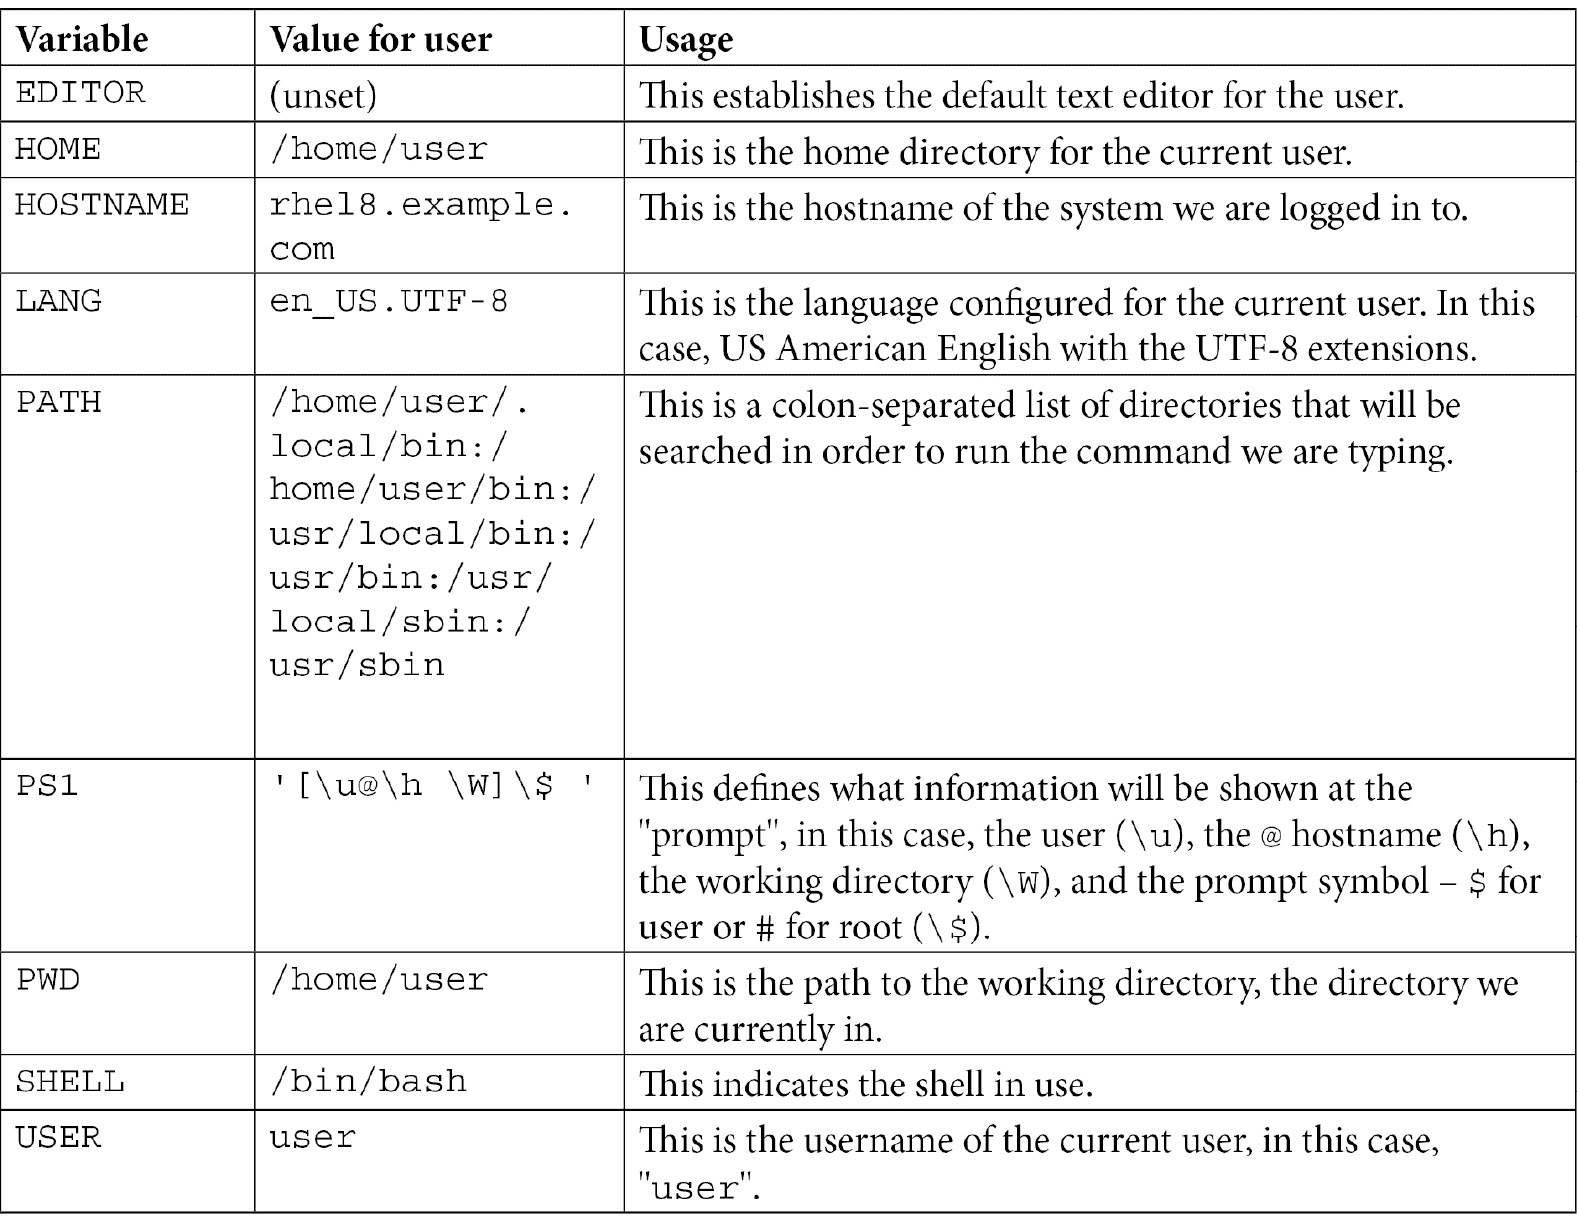 Variable Value for user Usage
EDITOR (unset) This establishes the default text editor for the user.
HOME /home/user This is the home directory for the current user.
HOSTNAME rhel8.example. This is the hostname of the system we are logged in to.
com
LANG en_US.UTF-8 This is the language configured for the current user. In this
case, US American English with the UTF-8 extensions.
PATH /home/user/. This is a colon-separated list of directories that will be
local/bin:/ searched in order to run the command we are typing.
home/user/bin:/
usr/local/bin:/
usr/bin:/usr/
local/sbin:/
usr/sbin
PS1 '[\u@\h \W]\$ ' This defines what information will be shown at the
"prompt", in this case, the user (\u), the @ hostname (\h),
the working directory (\W), and the prompt symbol – $ for
user or # for root (\$).
PWD /home/user This is the path to the working directory, the directory we
are currently in.
SHELL /bin/bash This indicates the shell in use.
USER user This is the username of the current user, in this case,
"user".